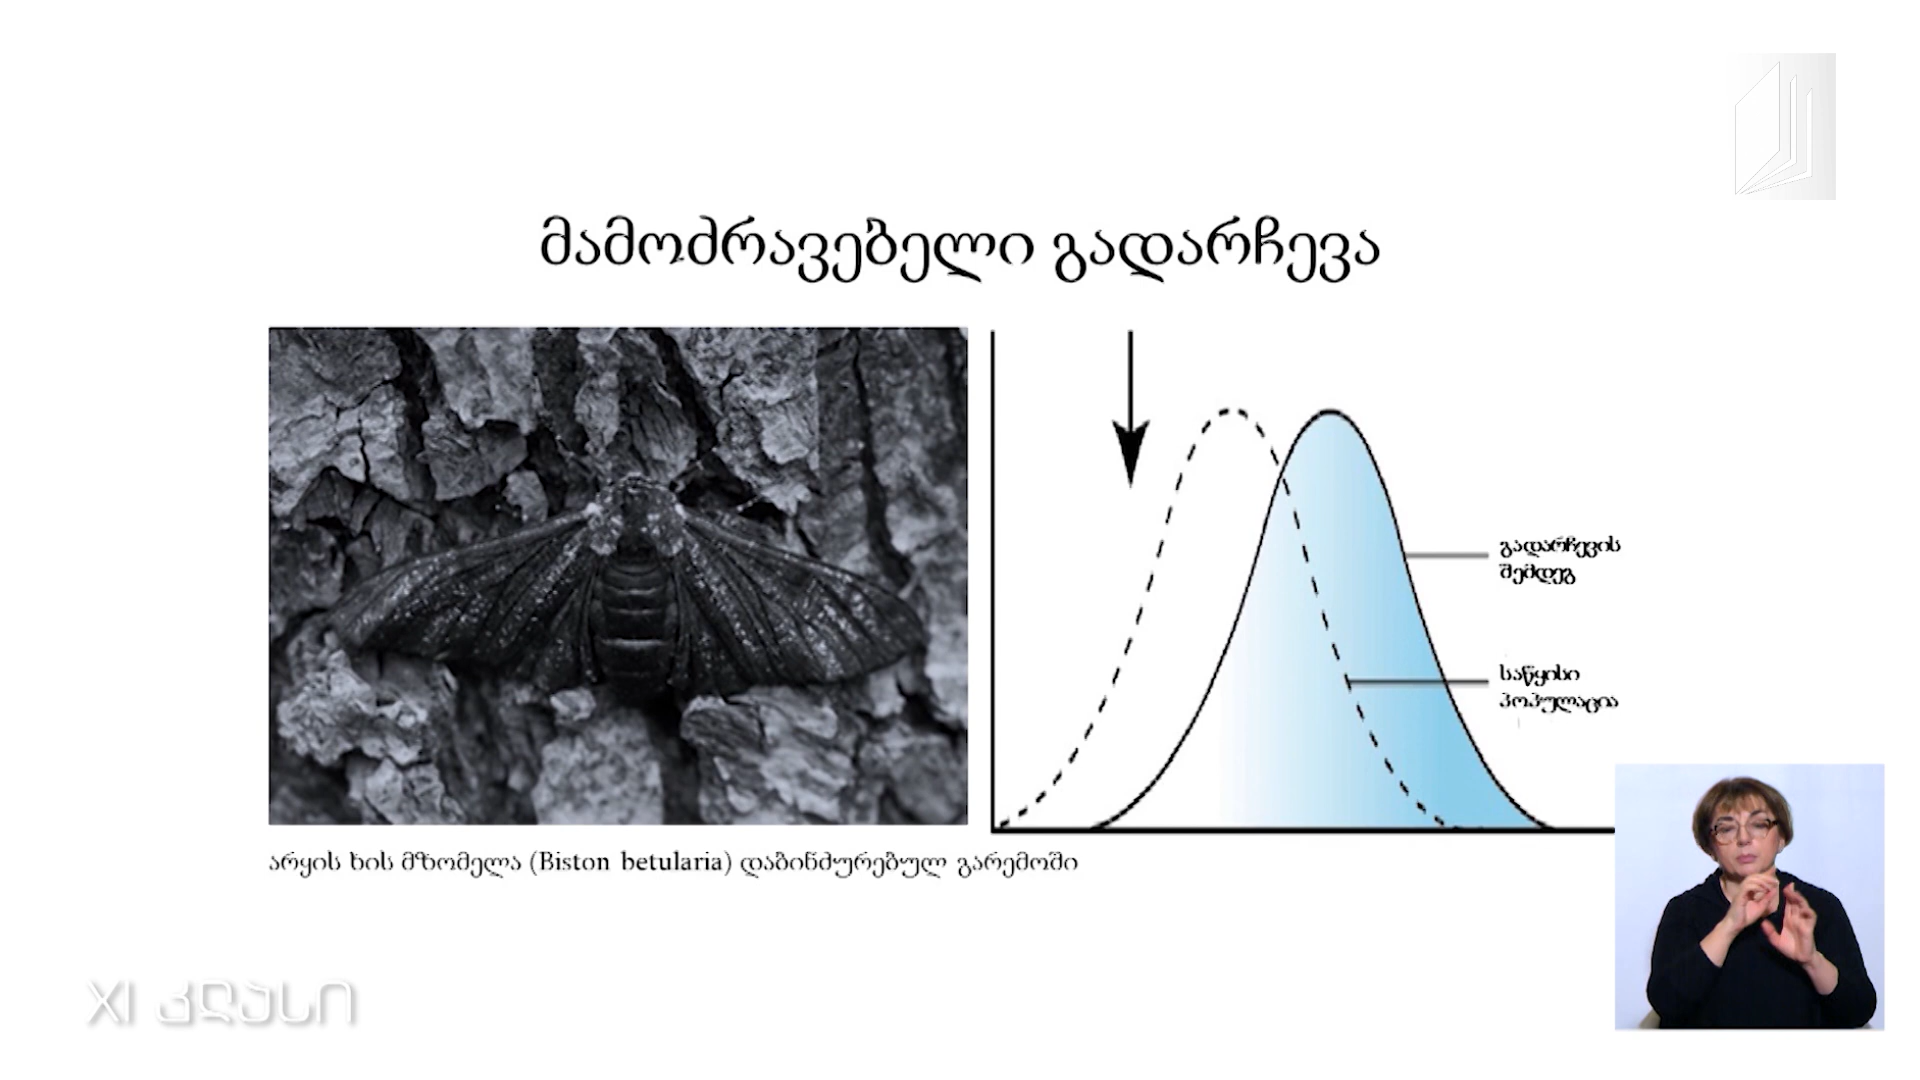 მამოძრავებელი გადარჩევა
გადარჩევის
შემდეგ
საწყისი
პოპულაცია
არყის ხის მზომელა (Biston betularia) დაბინძურებულ გარემოში
XI კლასი